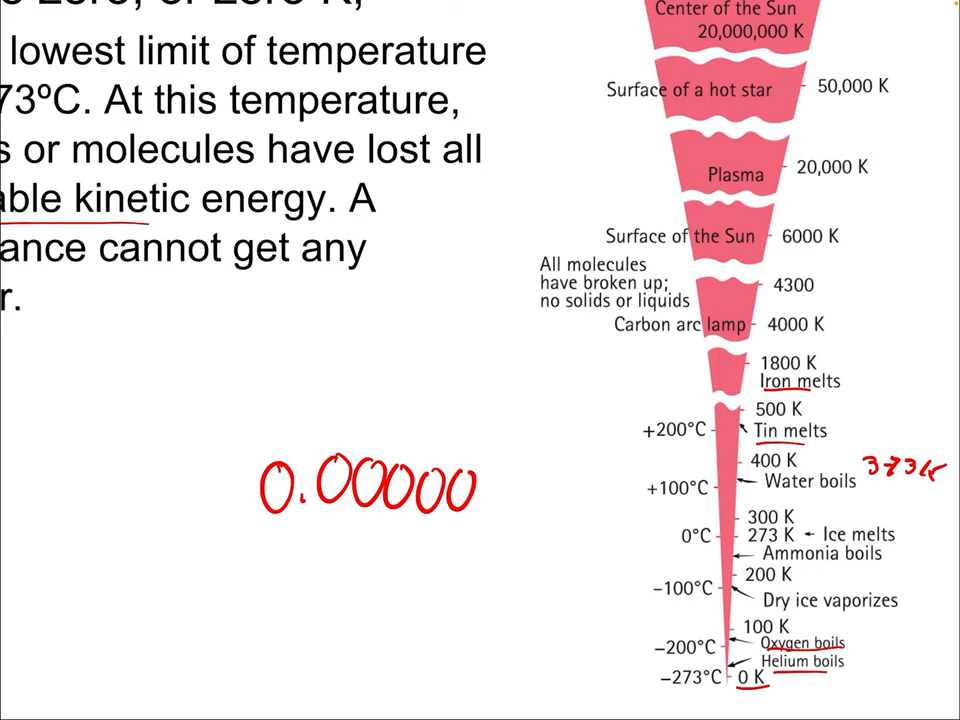 lowest limit of temperature
73ºC. At this temperature,
s or molecules have lost all
able kinetic energy. A
ance cannot get any
r.
0.00000
Center of the Sun
20,000,000 K
Surface of a hot star
50,000 K
Plasma
20,000 K
Surface of the Sun
6000 K
All molecules
have broken up;
no solids or liquids
4300
Carbon arc lamp
4000 K
1800 K
Iron melts
500 K
+200°C
Tin melts
400 K
373K
Water boils
+100°C
300 K
0°C
273 K
Ice melts
Ammonia boils
200 K
−100°C
Dry ice vaporizes
100 K
Oxygen boils
−200°C
Helium boils
−273°C
0 K